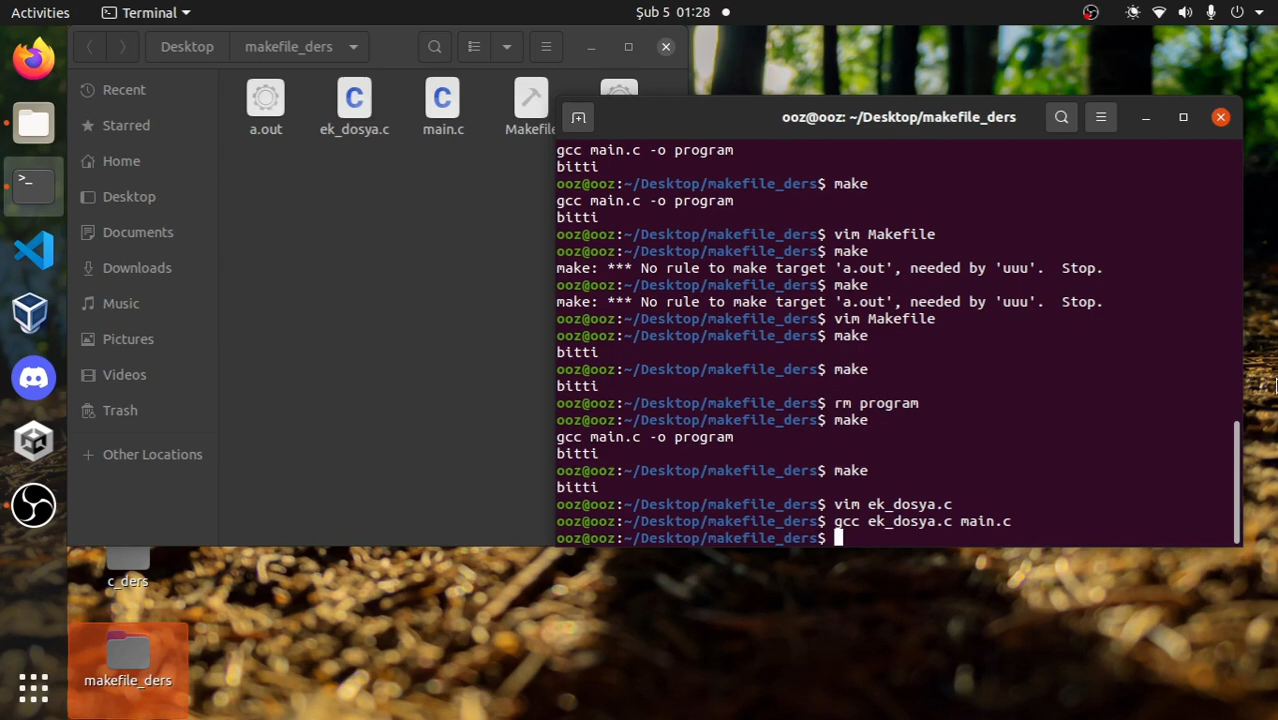 Activities
Terminal
Şub 5 01:28
Desktop
makefile_ders
Recent
Starred
Home
Desktop
Documents
Downloads
Music
Pictures
Videos
Trash
Other Locations
a.out
ek_dosya.c
main.c
Makefile
ooz@ooz: ~/Desktop/makefile_ders
gcc main.c -o program
bitti
ooz@ooz:~/Desktop/makefile_ders$ make
gcc main.c -o program
bitti
ooz@ooz:~/Desktop/makefile_ders$ vim Makefile
ooz@ooz:~/Desktop/makefile_ders$ make
make: *** No rule to make target 'a.out', needed by 'uuu'.  Stop.
ooz@ooz:~/Desktop/makefile_ders$ make
make: *** No rule to make target 'a.out', needed by 'uuu'.  Stop.
ooz@ooz:~/Desktop/makefile_ders$ vim Makefile
ooz@ooz:~/Desktop/makefile_ders$ make
bitti
ooz@ooz:~/Desktop/makefile_ders$ make
bitti
ooz@ooz:~/Desktop/makefile_ders$ rm program
ooz@ooz:~/Desktop/makefile_ders$ make
gcc main.c -o program
bitti
ooz@ooz:~/Desktop/makefile_ders$ make
bitti
ooz@ooz:~/Desktop/makefile_ders$ vim ek_dosya.c
ooz@ooz:~/Desktop/makefile_ders$ gcc ek_dosya.c main.c
ooz@ooz:~/Desktop/makefile_ders$
c_ders
makefile_ders